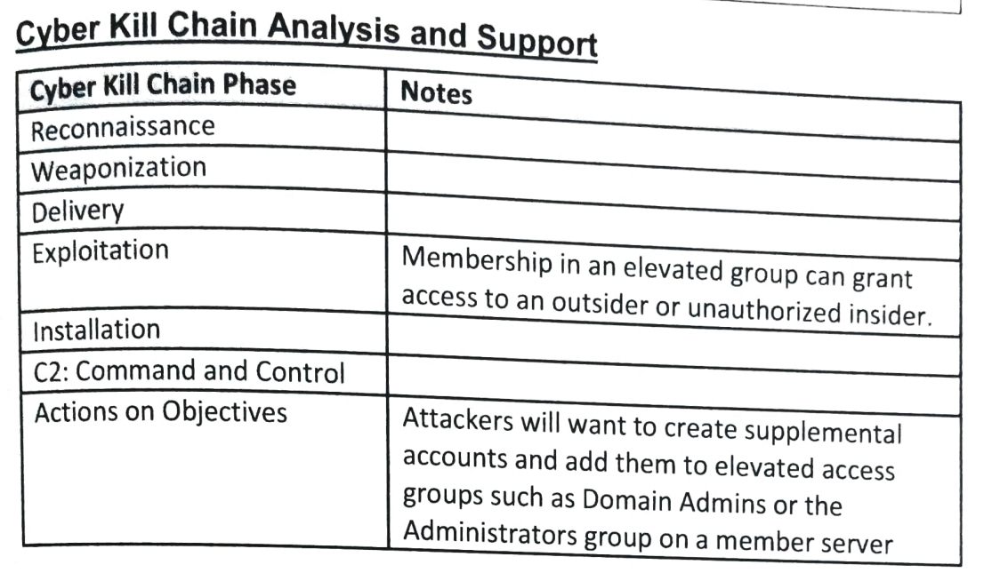 Cyber Kill Chain Analysis and Support
Cyber Kill Chain Phase
Notes
Reconnaissance
Weaponization
Delivery
Exploitation
Membership in an elevated group can grant
access to an outsider or unauthorized insider.
Installation
C2: Command and Control
Actions on Objectives
Attackers will want to create supplemental
accounts and add them to elevated access
groups such as Domain Admins or the
Administrators group on a member server